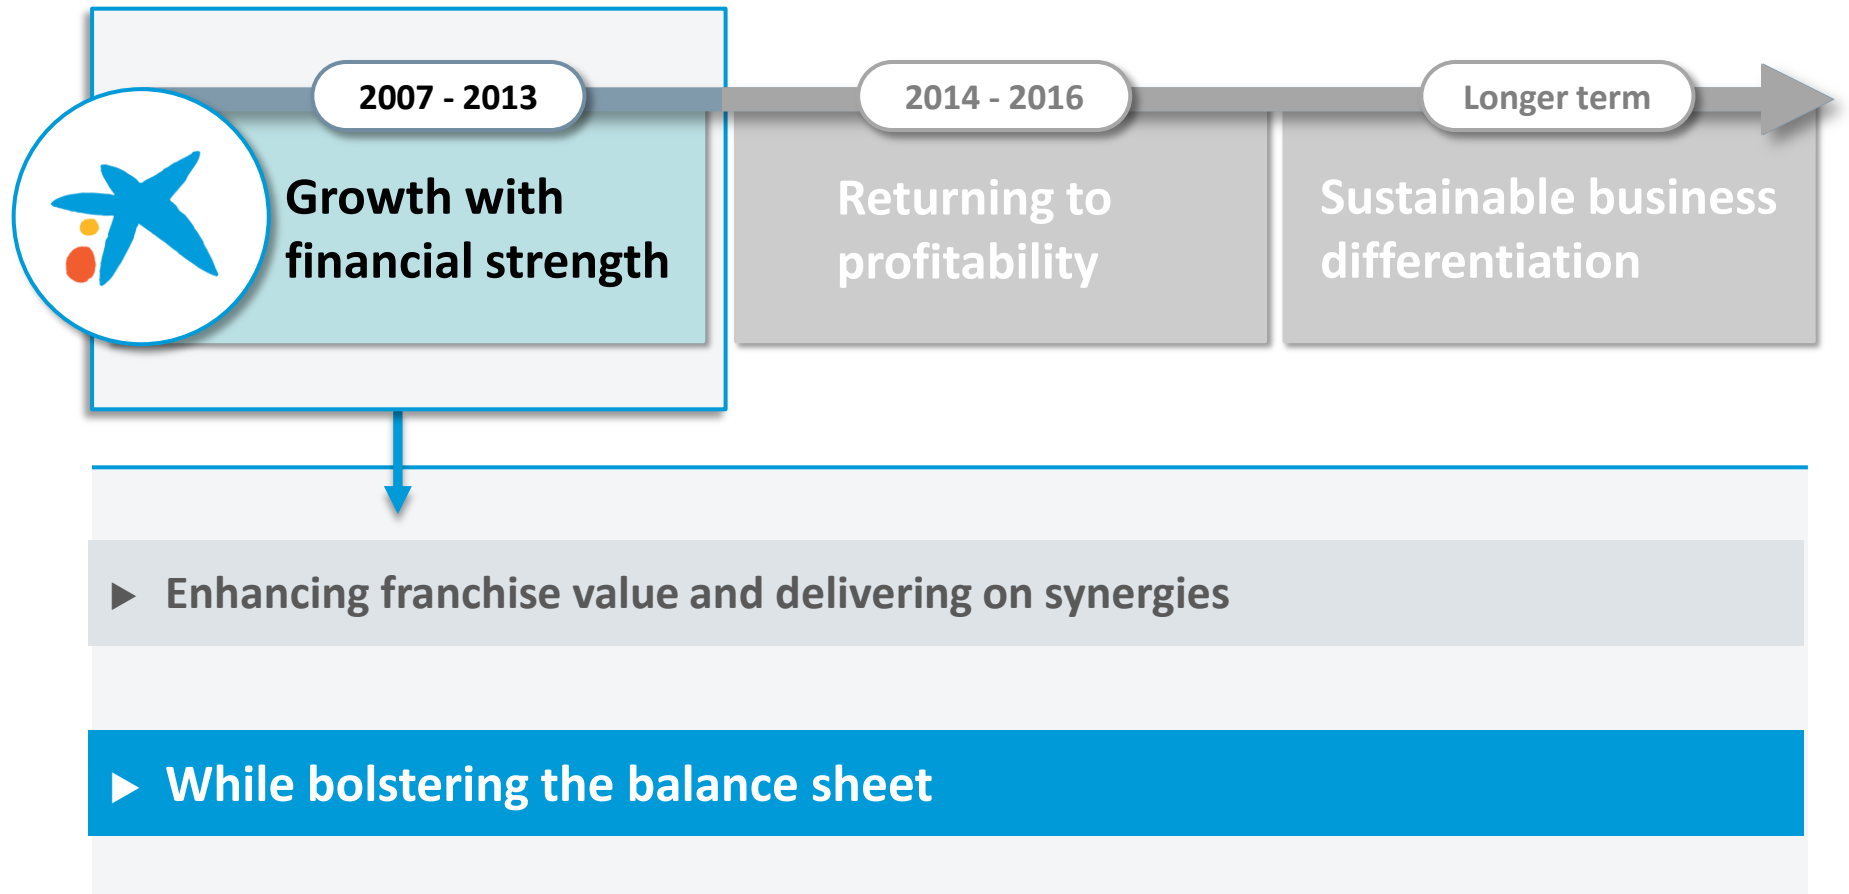 2007 - 2013
Growth with
financial strength
2014 - 2016
Returning to
profitability
Longer term
Sustainable business
differentiation
Enhancing franchise value and delivering on synergies
While bolstering the balance sheet